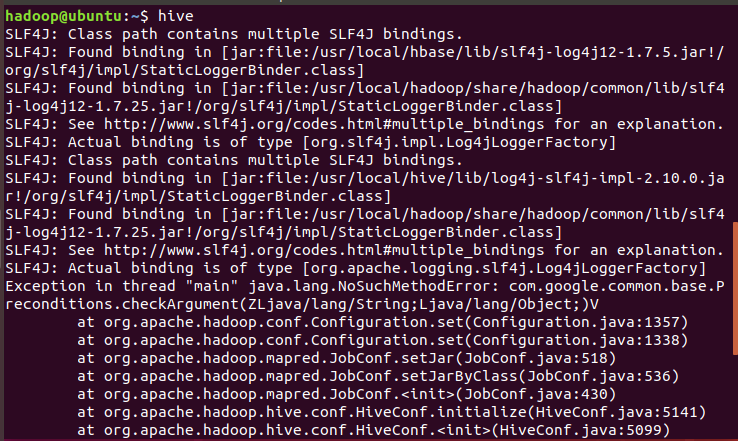 hadoop@ubuntu:~$ hive
SLF4J: Class path contains multiple SLF4J bindings.
SLF4J: Found binding in [jar:file:/usr/local/hbase/lib/slf4j-log4j12-1.7.5.jar!/
org/slf4j/impl/StaticLoggerBinder.class]
SLF4J: Found binding in [jar:file:/usr/local/hadoop/share/hadoop/common/lib/slf4
j-log4j12-1.7.25.jar!/org/slf4j/impl/StaticLoggerBinder.class]
SLF4J: See http://www.slf4j.org/codes.html#multiple_bindings for an explanation.
SLF4J: Actual binding is of type [org.slf4j.impl.Log4jLoggerFactory]
SLF4J: Class path contains multiple SLF4J bindings.
SLF4J: Found binding in [jar:file:/usr/local/hive/lib/log4j-slf4j-impl-2.10.0.ja
r!/org/slf4j/impl/StaticLoggerBinder.class]
SLF4J: Found binding in [jar:file:/usr/local/hadoop/share/hadoop/common/lib/slf4
j-log4j12-1.7.25.jar!/org/slf4j/impl/StaticLoggerBinder.class]
SLF4J: See http://www.slf4j.org/codes.html#multiple_bindings for an explanation.
SLF4J: Actual binding is of type [org.apache.logging.slf4j.Log4jLoggerFactory]
Exception in thread "main" java.lang.NoSuchMethodError: com.google.common.base.P
reconditions.checkArgument(ZLjava/lang/String;Ljava/lang/Object;)V
at org.apache.hadoop.conf.Configuration.set(Configuration.java:1357)
at org.apache.hadoop.conf.Configuration.set(Configuration.java:1338)
at org.apache.hadoop.mapred.JobConf.setJar(JobConf.java:518)
at org.apache.hadoop.mapred.JobConf.setJarByClass(JobConf.java:536)
at org.apache.hadoop.mapred.JobConf.<init>(JobConf.java:430)
at org.apache.hadoop.hive.conf.HiveConf.initialize(HiveConf.java:5141)
at org.apache.hadoop.hive.conf.HiveConf.<init>(HiveConf.java:5099)